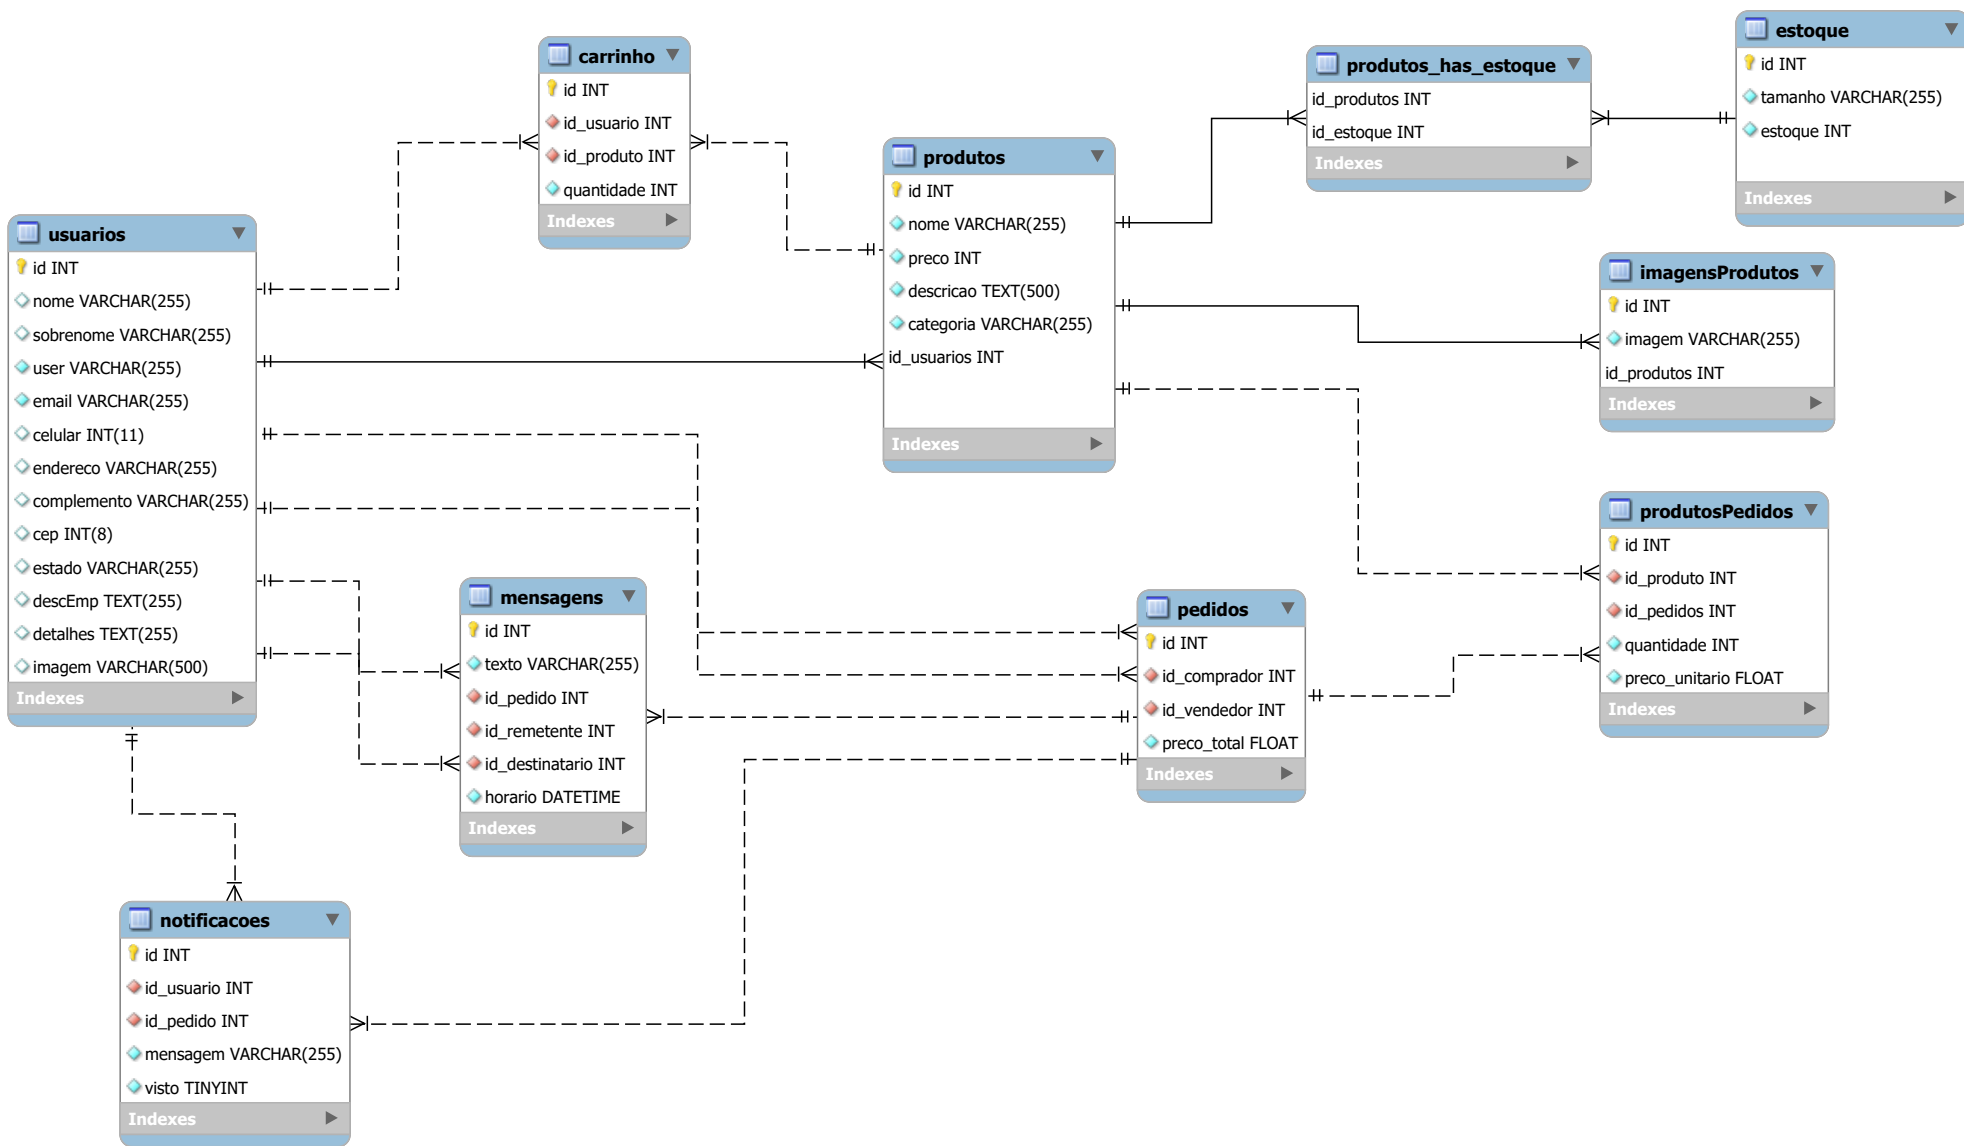 carrinho
id INT
id_usuario INT
id_produto INT
quantidade INT
Indexes
produtos_has_estoque
id_produtos INT
id_estoque INT
Indexes
estoque
id INT
tamanho VARCHAR(255)
estoque INT
Indexes
usuarios
id INT
nome VARCHAR(255)
sobrenome VARCHAR(255)
user VARCHAR(255)
email VARCHAR(255)
celular INT(11)
endereco VARCHAR(255)
complemento VARCHAR(255)
cep INT(8)
estado VARCHAR(255)
descEmp TEXT(255)
detalhes TEXT(255)
imagem VARCHAR(500)
Indexes
produtos
id INT
nome VARCHAR(255)
preco INT
descricao TEXT(500)
categoria VARCHAR(255)
id_usuarios INT
Indexes
imagensProdutos
id INT
imagem VARCHAR(255)
id_produtos INT
Indexes
produtosPedidos
id INT
id_produto INT
id_pedidos INT
quantidade INT
preco_unitario FLOAT
Indexes
mensagens
id INT
texto VARCHAR(255)
id_pedido INT
id_remetente INT
id_destinatario INT
horario DATETIME
Indexes
pedidos
id INT
id_comprador INT
id_vendedor INT
preco_total FLOAT
Indexes
notificacoes
id INT
id_usuario INT
id_pedido INT
mensagem VARCHAR(255)
visto TINYINT
Indexes